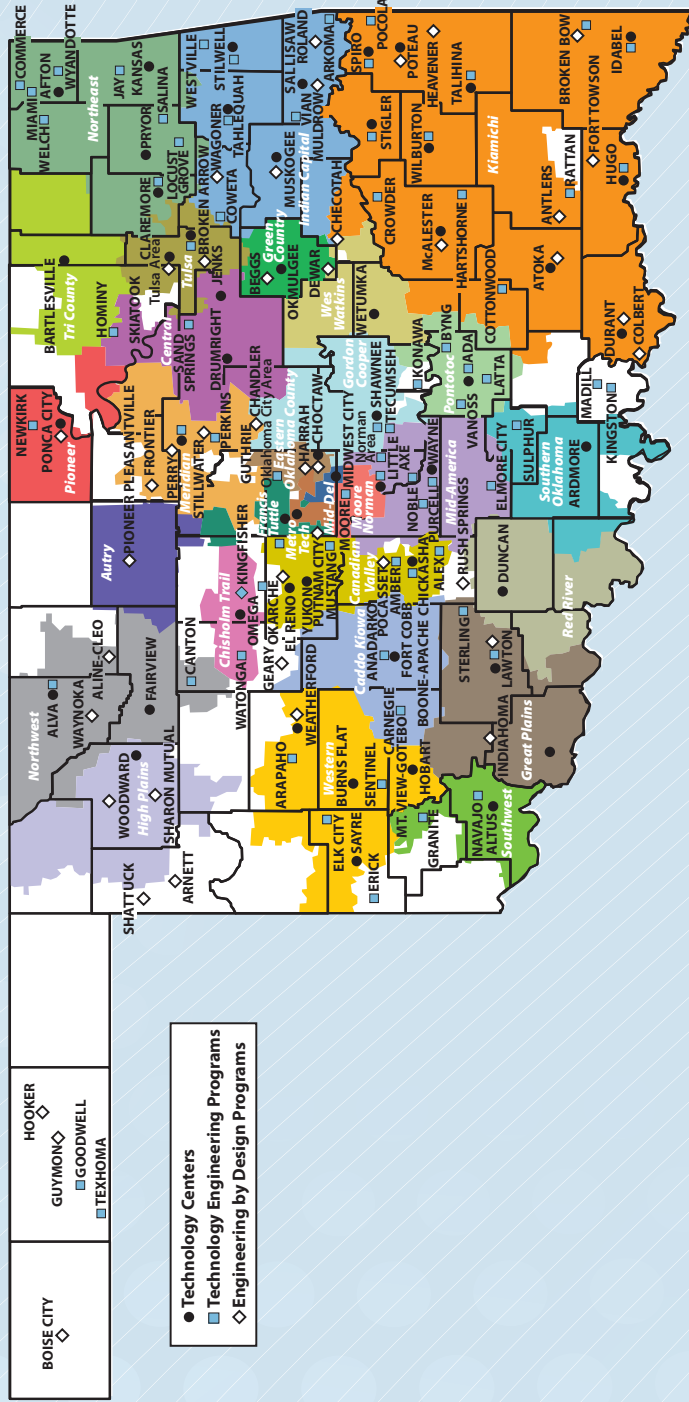 BOISE CITY
HOOKER
GUYMON
GOODWELL
TEXHOMA
Technology Centers
Technology Engineering Programs
Engineering by Design Programs
SHATTUCK
ARNETT
WOODWARD
High Plains
SHARON MUTUAL
Northwest
ALVA
WAYNOKA
ALINE-CLEO
FAIRVIEW
CANTON
Autry
PIONEER PLEASANTVILLE
NEWKIRK
PONCA CITY
Pioneer
FRONTIER
PERRY
Meridian
STILLWATER
PERKINS
GUTHRIE
CHANDLER
BARTLESVILLE
Tri County
HOMINY
SKIATOOK
Central
SAND
SPRINGS
DRUMRIGHT
Tulsa Area
Tulsa
JENKS
BROKEN ARROW
CLAREMORE
LOCUST
GROVE
PRYOR
SALINA
Northeast
COMMERCE
MIAMI
AFTON
WYANDOTTE
WELCH
JAY
KANSAS
WESTVILLE
STILWELL
TAHLEQUAH
WAGONER
COWETA
SALLISAW
ROLAND
ARKOMA
VIAN
MULDROW
MUSKOGEE
Indian Capital
CHECOTAH
Green
Country
BEGGS
OKMULGEE
DEWAR
Wes
Watkins
WETUMKA
SPIRO
POCOLA
POTEAU
HEAVENER
TALIHINA
STIGLER
WILBURTON
Kiamichi
CROWDER
McALESTER
HARTSHORNE
COTTONWOOD
ATOKA
ANTLERS
RATTAN
FORT TOWSON
HUGO
BROKEN BOW
IDABEL
DURANT
COLBERT
Chisholm Trail
KINGFISHER
OMEGA
WATONGA
GEARY
OKARCHE
EL RENO
YUKON
PUTNAM CITY
MUSTANG
Francis
Tuttle
Metro
Tech
Oklahoma City Area
Eastern
Oklahoma County
HARRAH
CHOCTAW
Mid-Del
MIDWEST CITY
MOORE
Moore
Norman
Norman
Area
Gordon
Cooper
SHAWNEE
TECUMSEH
LITTLE
AXE
NOBLE
PURCELL
WAYNE
Mid-America
ELMORE CITY
KONAWA
BYNG
ADA
Pontotoc
VANOSS
LATTA
SULPHUR
Southern
Oklahoma
ARDMORE
MADILL
KINGSTON
Canadian
Valley
POCASSET
AMBER
CHICKASHA
ALEX
RUSH SPRINGS
DUNCAN
Red River
Caddo Kiowa
ANADARKO
FORT COBB
BOONE-APACHE
CARNEGIE
STERLING
LAWTON
INDIAHOMA
Great Plains
ARAPAHO
WEATHERFORD
Western
BURNS FLAT
SENTINEL
ELK CITY
SAYRE
ERICK
MT. VIEW-GOTEBO
HOBART
GRANITE
NAVAJO
ALTUS
Southwest